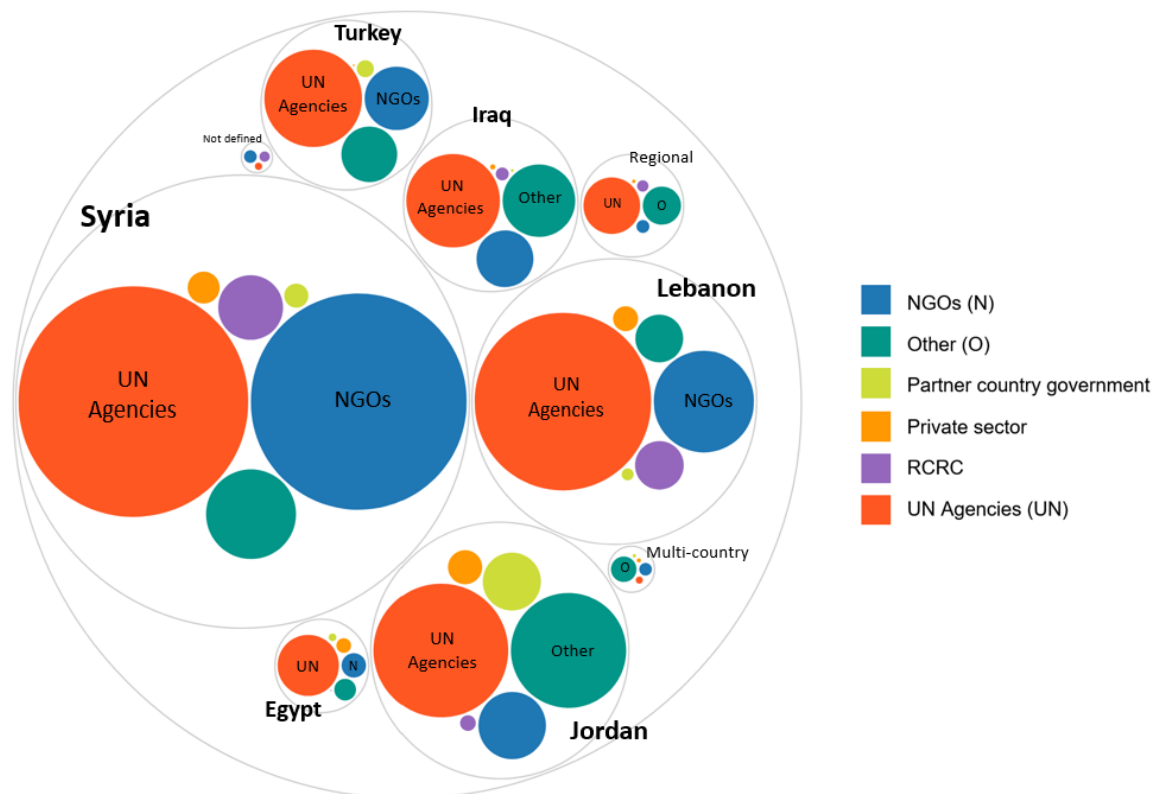 Turkey
UN
Agencies
NGOs
Not defined
Iraq
UN
Agencies
Other
Regional
UN
O
Syria
UN
Agencies
NGOs
Lebanon
UN
Agencies
NGOs
NGOs (N)
Other (O)
Partner country government
Private sector
RCRC
UN Agencies (UN)
Multi-country
O
UN
Agencies
Other
Jordan
UN
N
Egypt